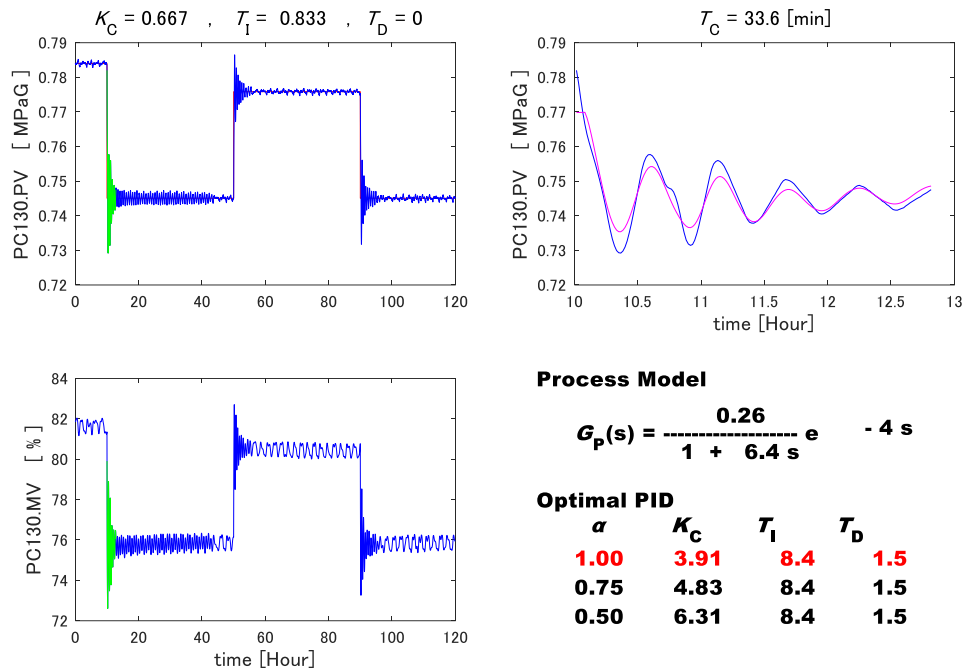 K_C = 0.667 , T_I = 0.833 , T_D = 0
0.79
0.78
0.77
0.76
0.75
0.74
0.73
0.72
PC130.PV [ MPaG]
0 20 40 60 80 100 120
T_C = 33.6 [min]
0.79
0.78
0.77
0.76
0.75
0.74
0.73
0.72
PC130.PV [ MPaG]
10 10.5 11 11.5 12 12.5 13
time [Hour]
84
82
80
78
76
74
72
PC130.MV [ %]
0 20 40 60 80 100 120
time [Hour]
Process Model
0.26
G_P(s) = ---------------------- e - 4 s
1 + 6.4 s
Optimal PID
α K_C T_I T_D
1.00 3.91 8.4 1.5
0.75 4.83 8.4 1.5
0.50 6.31 8.4 1.5